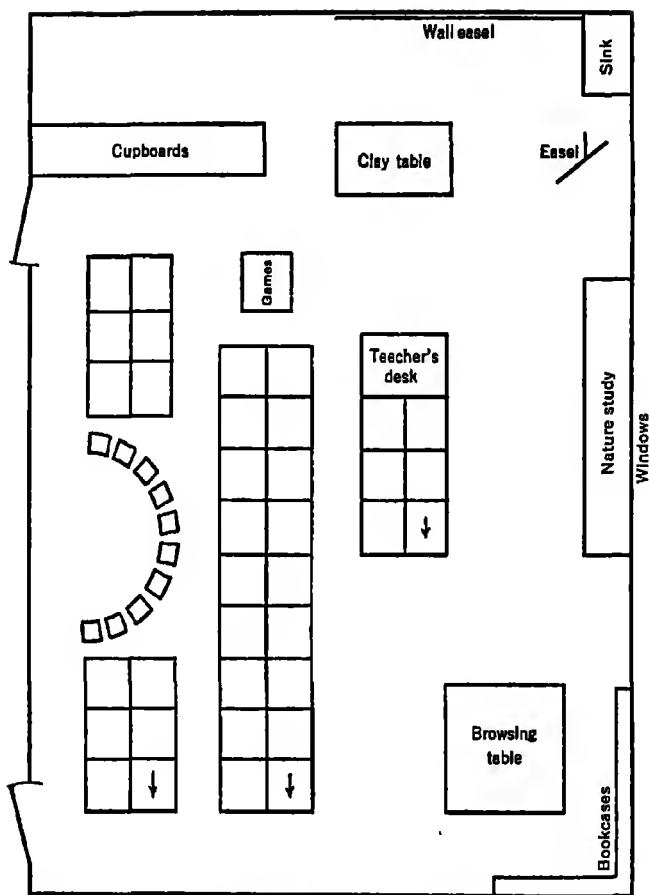 Wall easel
Sink
Cupboards
Clay table
Easel
Games
Teecher's
desk
Nature study
Windows
Browsing
table
Bookcases